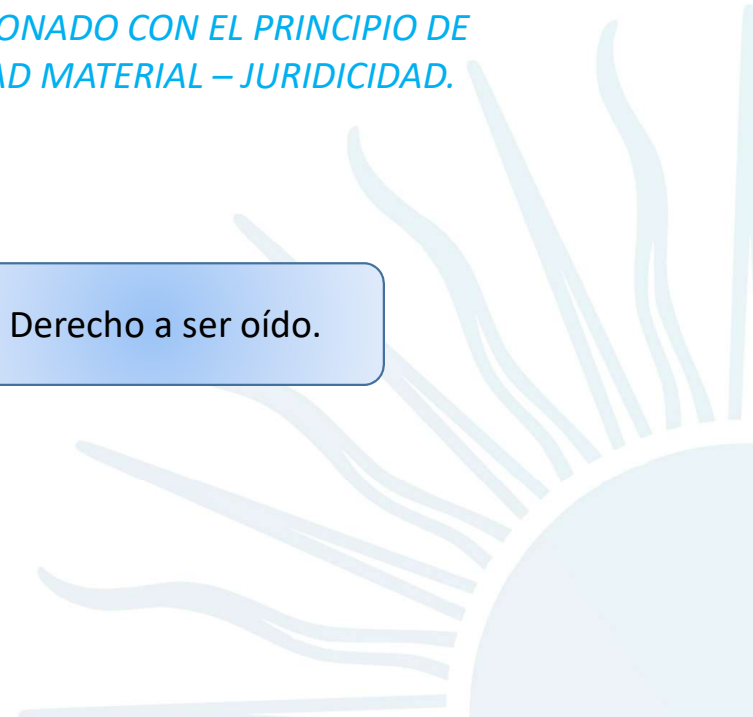 ONADO CON EL PRINCIPIO DE
AD MATERIAL – JURIDICIDAD.
Derecho a ser oído.